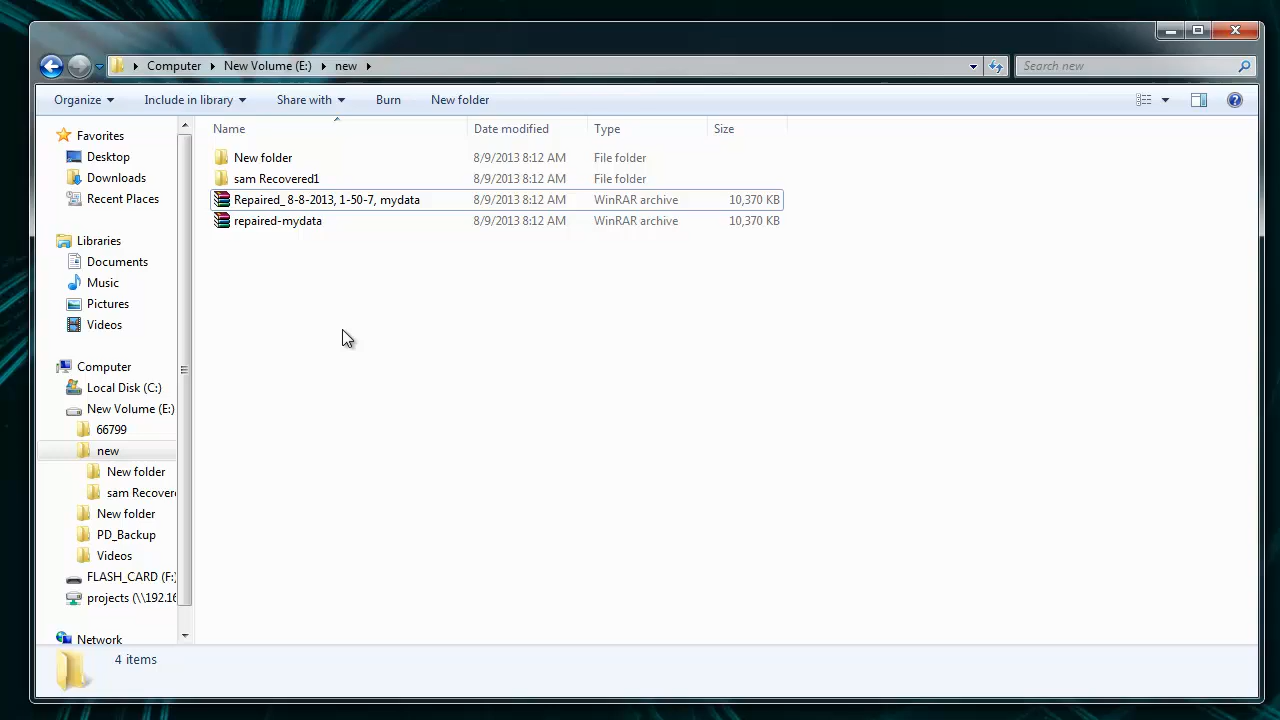 Computer New Volume (E:) new
Search new
Organize Include in library Share with Burn New folder
Name Date modified Type Size
New folder 8/9/2013 8:12 AM File folder
sam Recovered1 8/9/2013 8:12 AM File folder
Repaired_ 8-8-2013, 1-50-7, mydata 8/9/2013 8:12 AM WinRAR archive 10,370 KB
repaired-mydata 8/9/2013 8:12 AM WinRAR archive 10,370 KB
Favorites
Desktop
Downloads
Recent Places
Libraries
Documents
Music
Pictures
Videos
Computer
Local Disk (C:)
New Volume (E:)
66799
new
New folder
sam Recover
New folder
PD_Backup
Videos
FLASH_CARD (F:
projects (\\192.16
Network
4 items